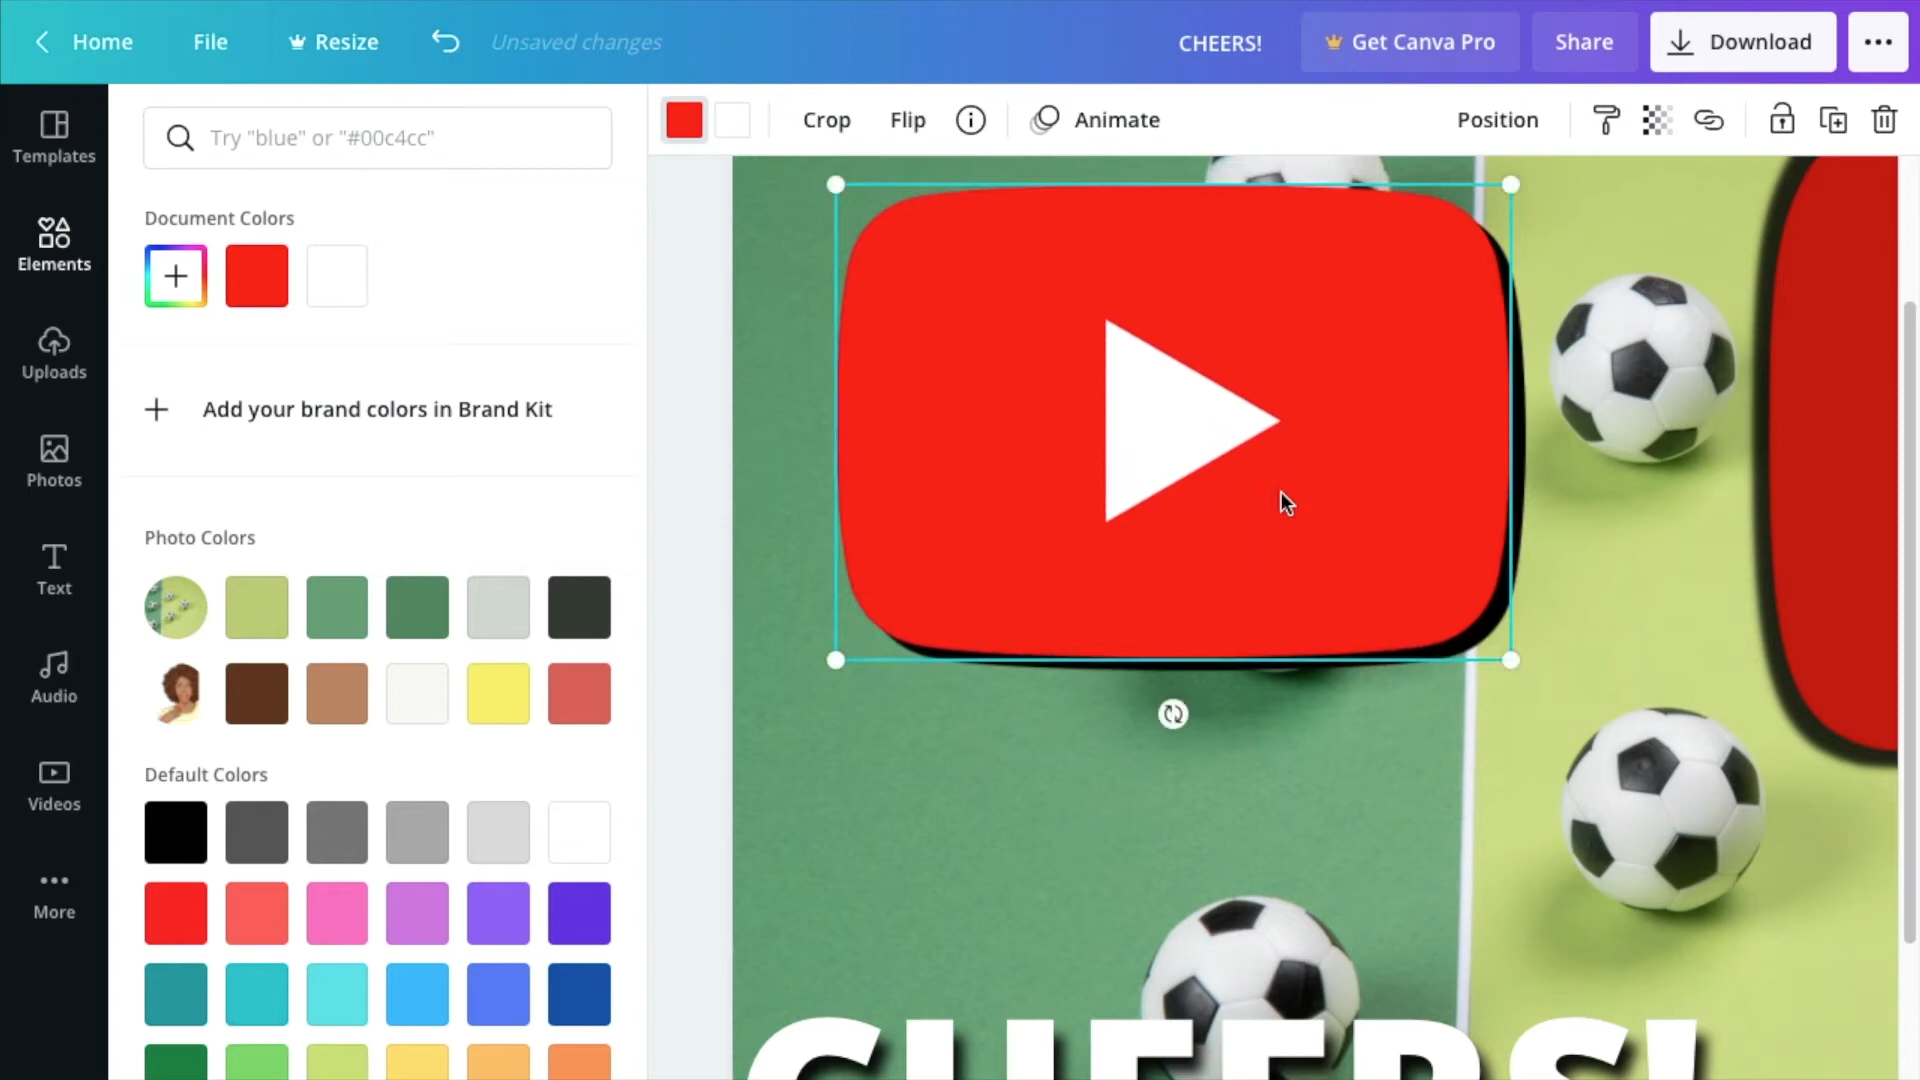 Home File Resize Unsaved changes CHEERS! Get Canva Pro Share Download
Crop Flip Animate Position
Try "blue" or "#00c4cc"
Templates
Elements
Uploads
Photos
Text
Audio
Videos
More
Document Colors
Add your brand colors in Brand Kit
Photo Colors
Default Colors
CHEERS!